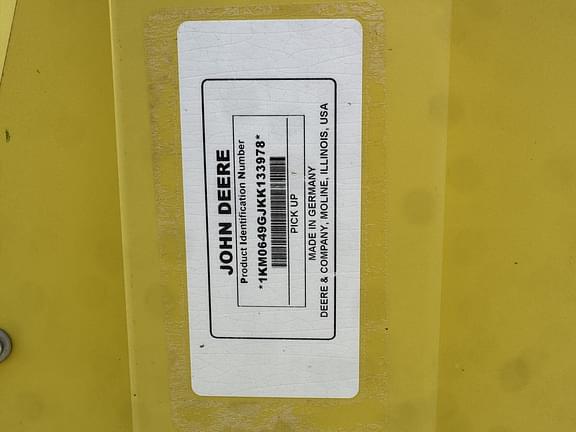 JOHN DEERE
Product Identification Number
*1KM0649GJKK133978*
PICK UP
MADE IN GERMANY
DEERE & COMPANY, MOLINE, ILLINOIS, USA